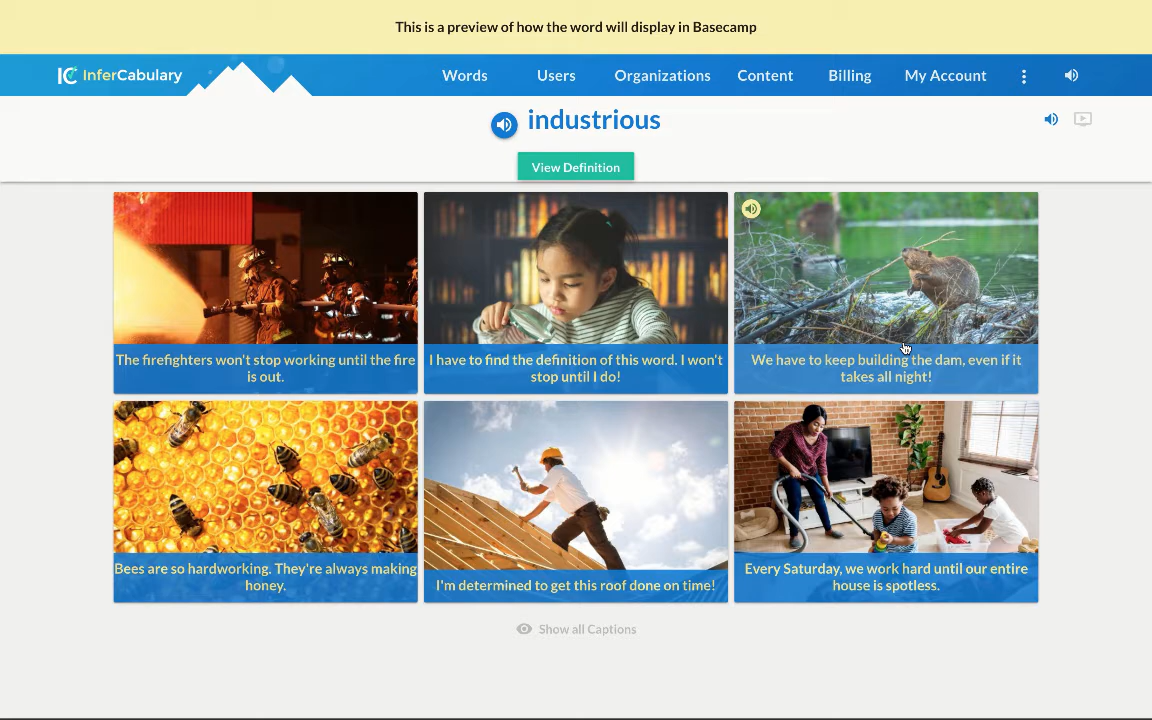 This is a preview of how the word will display in Basecamp
IC InferCabulary
Words Users Organizations Content Billing My Account
industrious
View Definition
The firefighters won't stop working until the fire
is out.
I have to find the definition of this word. I won't
stop until I do!
We have to keep building the dam, even if it
takes all night!
Bees are so hardworking. They're always making
honey.
I'm determined to get this roof done on time!
Every Saturday, we work hard until our entire
house is spotless.
Show all Captions